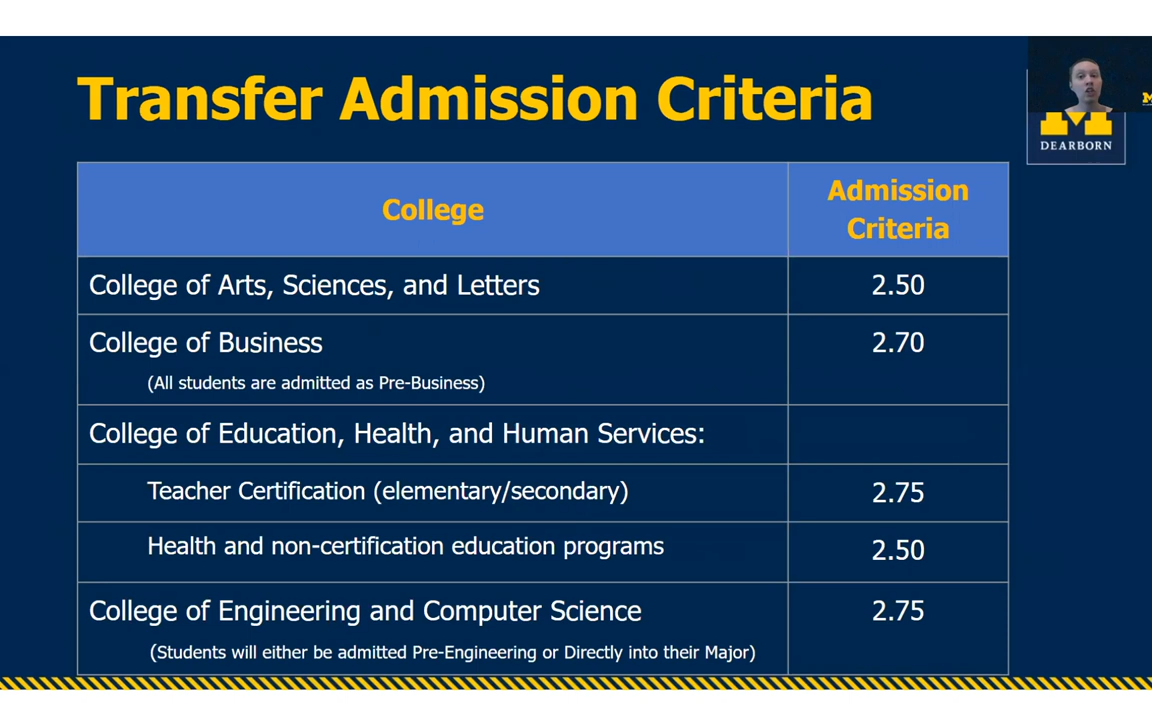 Transfer Admission Criteria
DEARBORN
College
Admission
Criteria
College of Arts, Sciences, and Letters
2.50
College of Business
2.70
(All students are admitted as Pre-Business)
College of Education, Health, and Human Services:
Teacher Certification (elementary/secondary)
2.75
Health and non-certification education programs
2.50
College of Engineering and Computer Science
2.75
(Students will either be admitted Pre-Engineering or Directly into their Major)